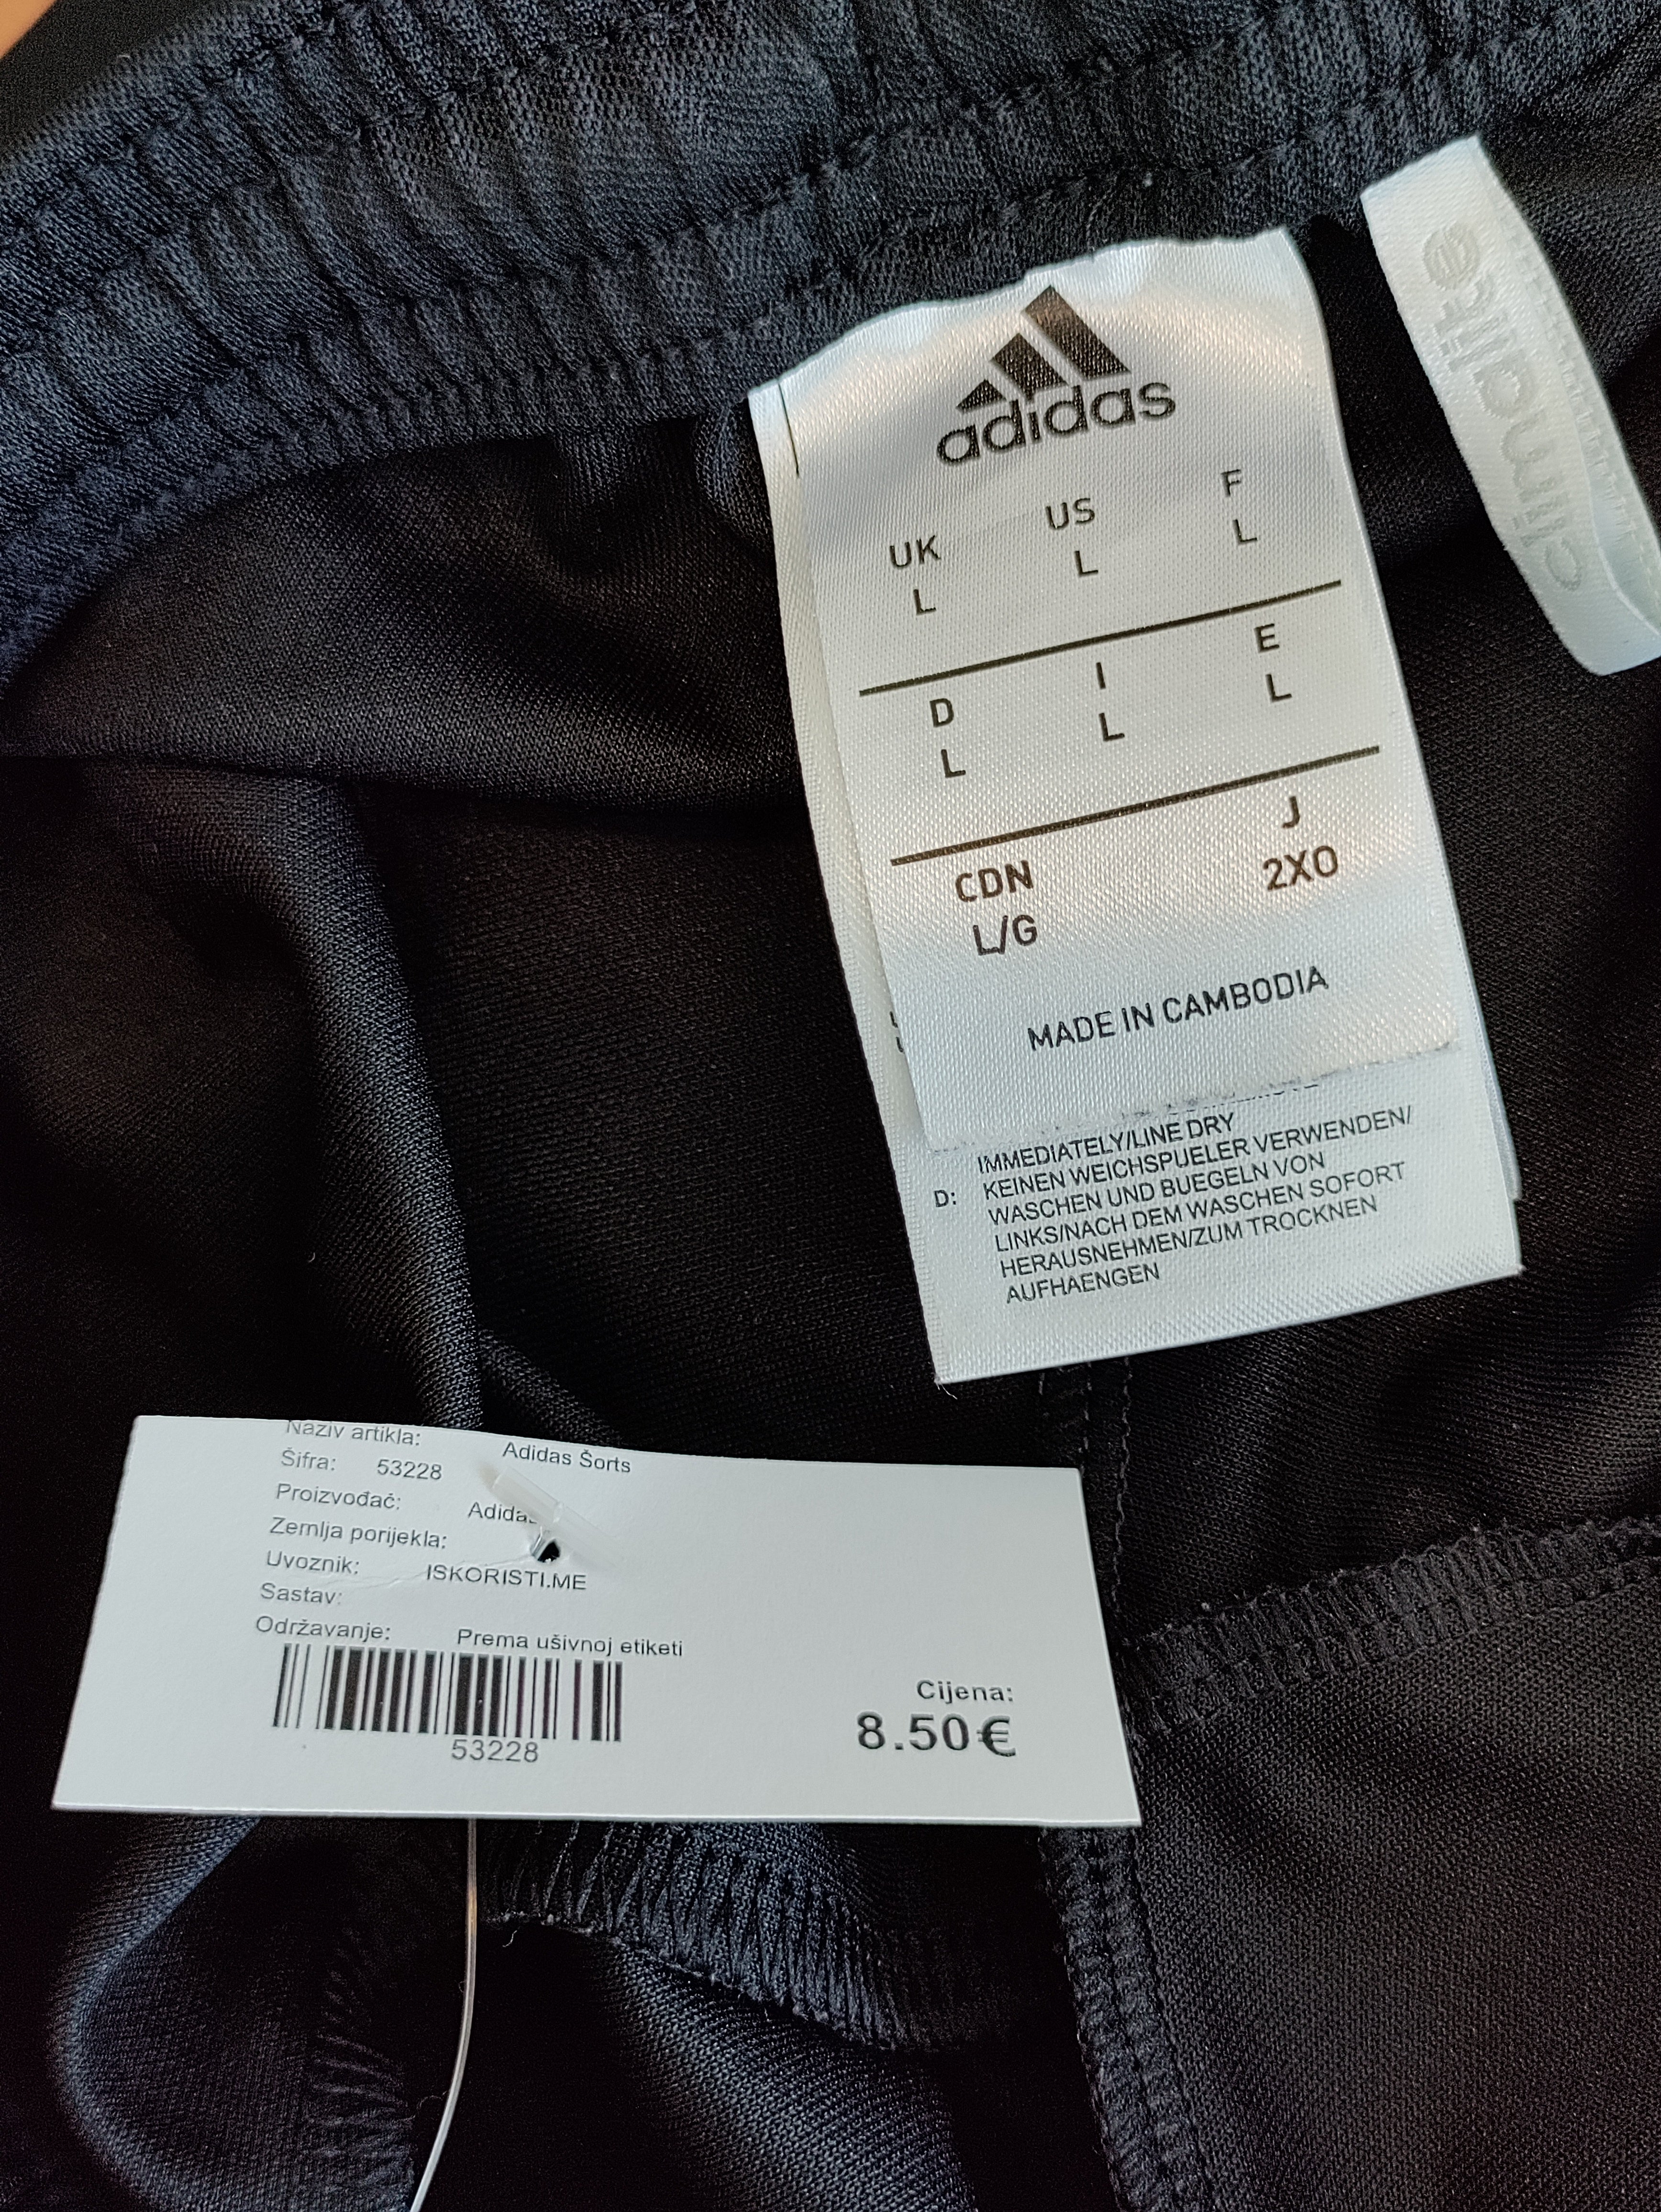 adidas
UK US F
L L L
D I E
L L L
CDN J
L/G 2XO
MADE IN CAMBODIA
IMMEDIATELY/LINE DRY
D: KEINEN WEICHSPUELER VERWENDEN/
WASCHEN UND BUEGELN VON
LINKS/NACH DEM WASCHEN SOFORT
HERAUSNEHMEN/ZUM TROCKNEN
AUFHAENGEN
climalite
Naziv artikla: Adidas Šorts
Šifra: 53228
Proizvođač: Adidas
Zemlja porijekla:
Uvoznik: ISKORISTI.ME
Sastav:
Održavanje: Prema ušivnoj etiketi
53228
Cijena:
8.50€